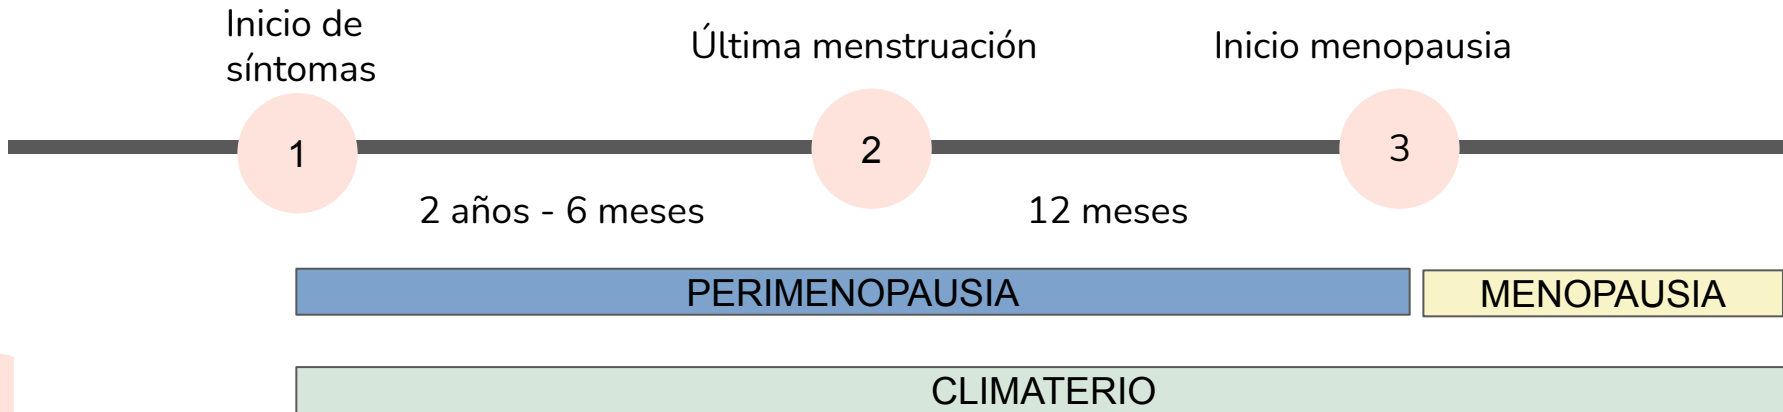 Inicio de
síntomas
Última menstruación
Inicio menopausia
1
2
3
2 años - 6 meses
12 meses
PERIMENOPAUSIA
MENOPAUSIA
CLIMATERIO